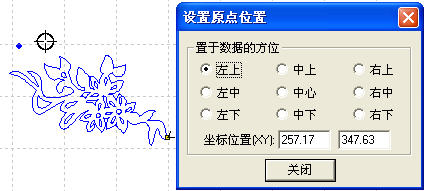 设置原点位置
置于数据的方位
左上 中上 右上
左中 中心 右中
左下 中下 右下
坐标位置(XY): 257.17 347.63
关闭